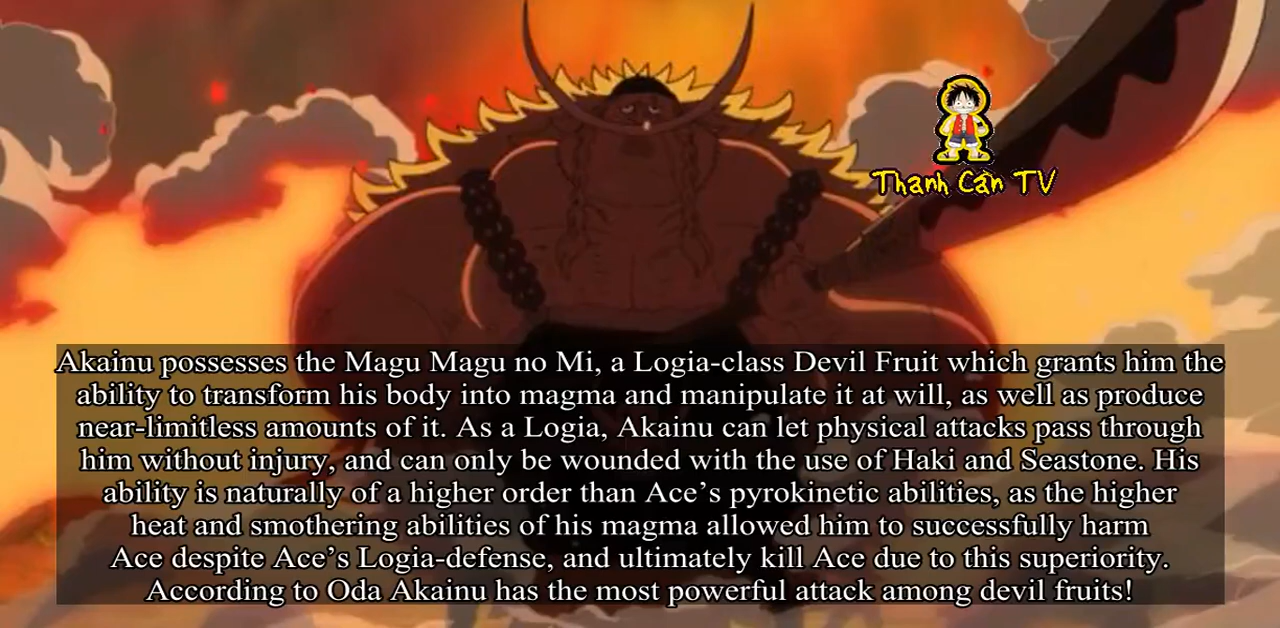 Thanh Cần TV
Akainu possesses the Magu Magu no Mi, a Logia-class Devil Fruit which grants him the
ability to transform his body into magma and manipulate it at will, as well as produce
near-limitless amounts of it. As a Logia, Akainu can let physical attacks pass through
him without injury, and can only be wounded with the use of Haki and Seastone. His
ability is naturally of a higher order than Ace’s pyrokinetic abilities, as the higher
heat and smothering abilities of his magma allowed him to successfully harm
Ace despite Ace’s Logia-defense, and ultimately kill Ace due to this superiority.
According to Oda Akainu has the most powerful attack among devil fruits!